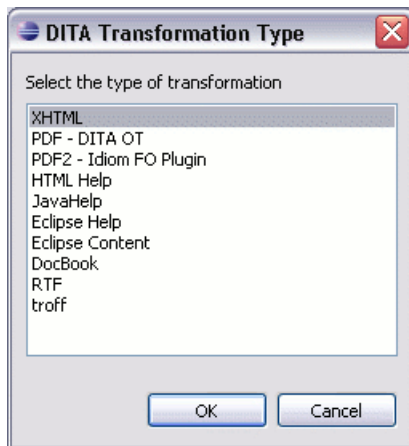 DITA Transformation Type
Select the type of transformation
XHTML
PDF - DITA OT
PDF2 - Idiom FO Plugin
HTML Help
JavaHelp
Eclipse Help
Eclipse Content
DocBook
RTF
troff
OK Cancel